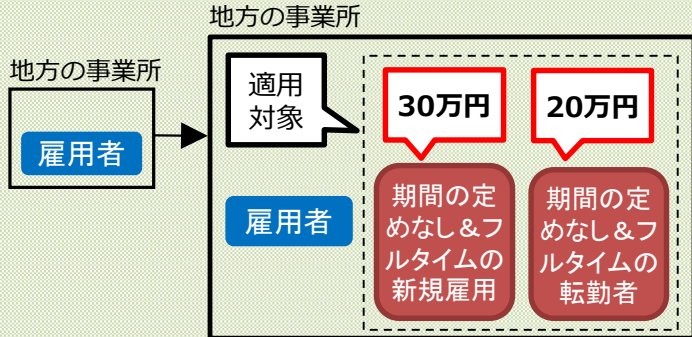 地方の事業所
地方の事業所
雇用者
適用
対象
30万円
20万円
雇用者
期間の定
めなし＆フ
ルタイムの
新規雇用
期間の定
めなし＆フ
ルタイムの
転勤者